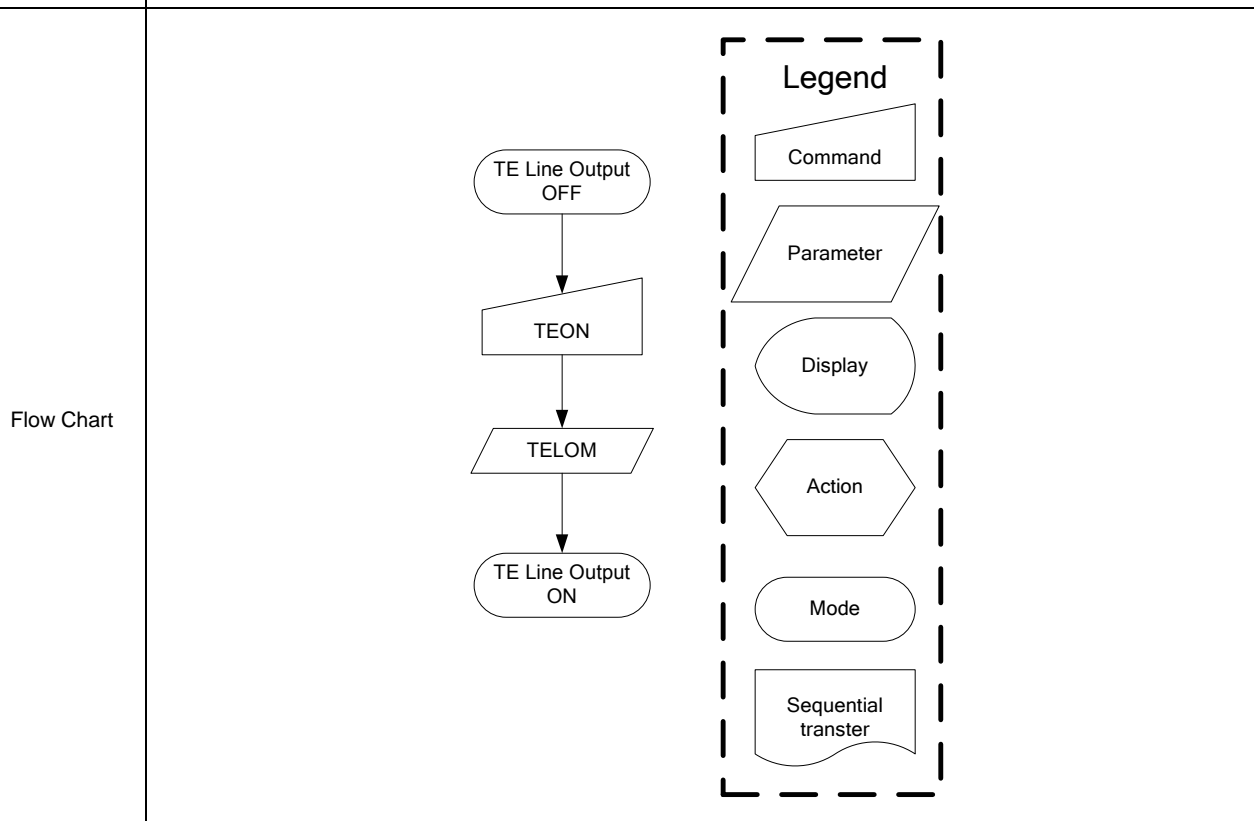 Flow Chart
TE Line Output
OFF
TEON
TELOM
TE Line Output
ON
Legend
Command
Parameter
Display
Action
Mode
Sequential
transter